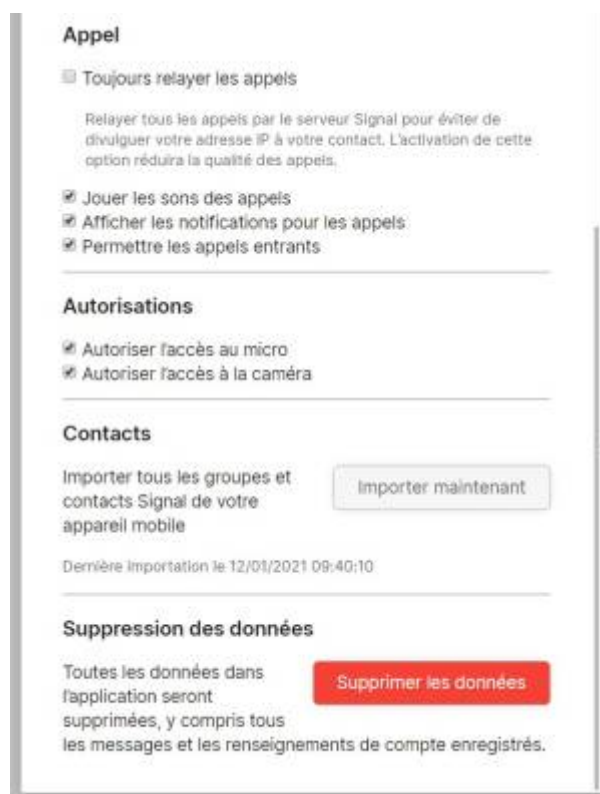 Appel
Toujours relayer les appels
Relayer tous les appels par le serveur Signal pour éviter de
divulguer votre adresse IP à votre contact. L'activation de cette
option réduira la qualité des appels.
Jouer les sons des appels
Afficher les notifications pour les appels
Permettre les appels entrants
Autorisations
Autoriser l'accès au micro
Autoriser l'accès à la caméra
Contacts
Importer tous les groupes et
contacts Signal de votre
appareil mobile
Importer maintenant
Dernière importation le 12/01/2021 09:40:10
Suppression des données
Toutes les données dans
l'application seront
supprimées, y compris tous
les messages et les renseignements de compte enregistrés.
Supprimer les données